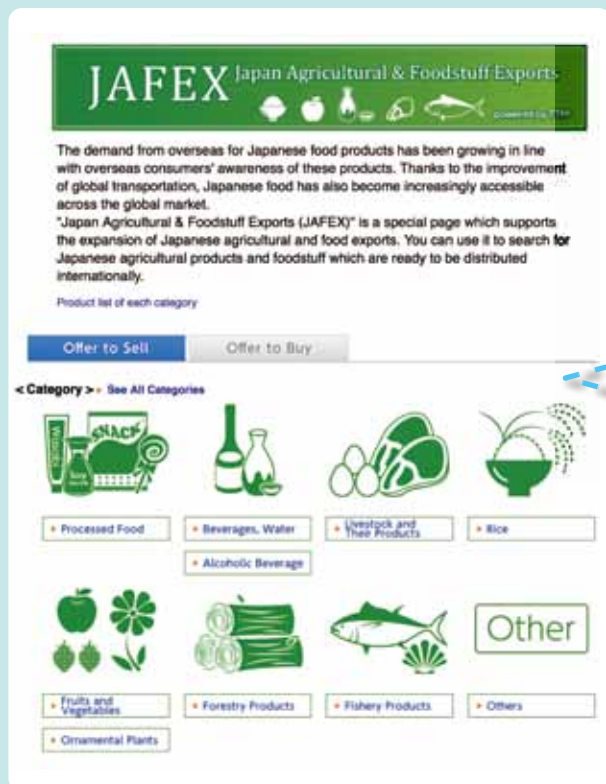 JAFEX Japan Agricultural & Foodstuff Exports
powered by
The demand from overseas for Japanese food products has been growing in line
with overseas consumers' awareness of these products. Thanks to the improvement
of global transportation, Japanese food has also become increasingly accessible
across the global market.
"Japan Agricultural & Foodstuff Exports (JAFEX)" is a special page which supports
the expansion of Japanese agricultural and food exports. You can use it to search for
Japanese agricultural products and foodstuff which are ready to be distributed
internationally.
Product list of each category
Offer to Sell
Offer to Buy
< Category > See All Categories
SNACK
Processed Food
Beverages, Water
Livestock and
Their Products
Rice
Alcoholic Beverage
Other
Fruits and
Vegetables
Forestry Products
Fishery Products
Others
Ornamental Plants